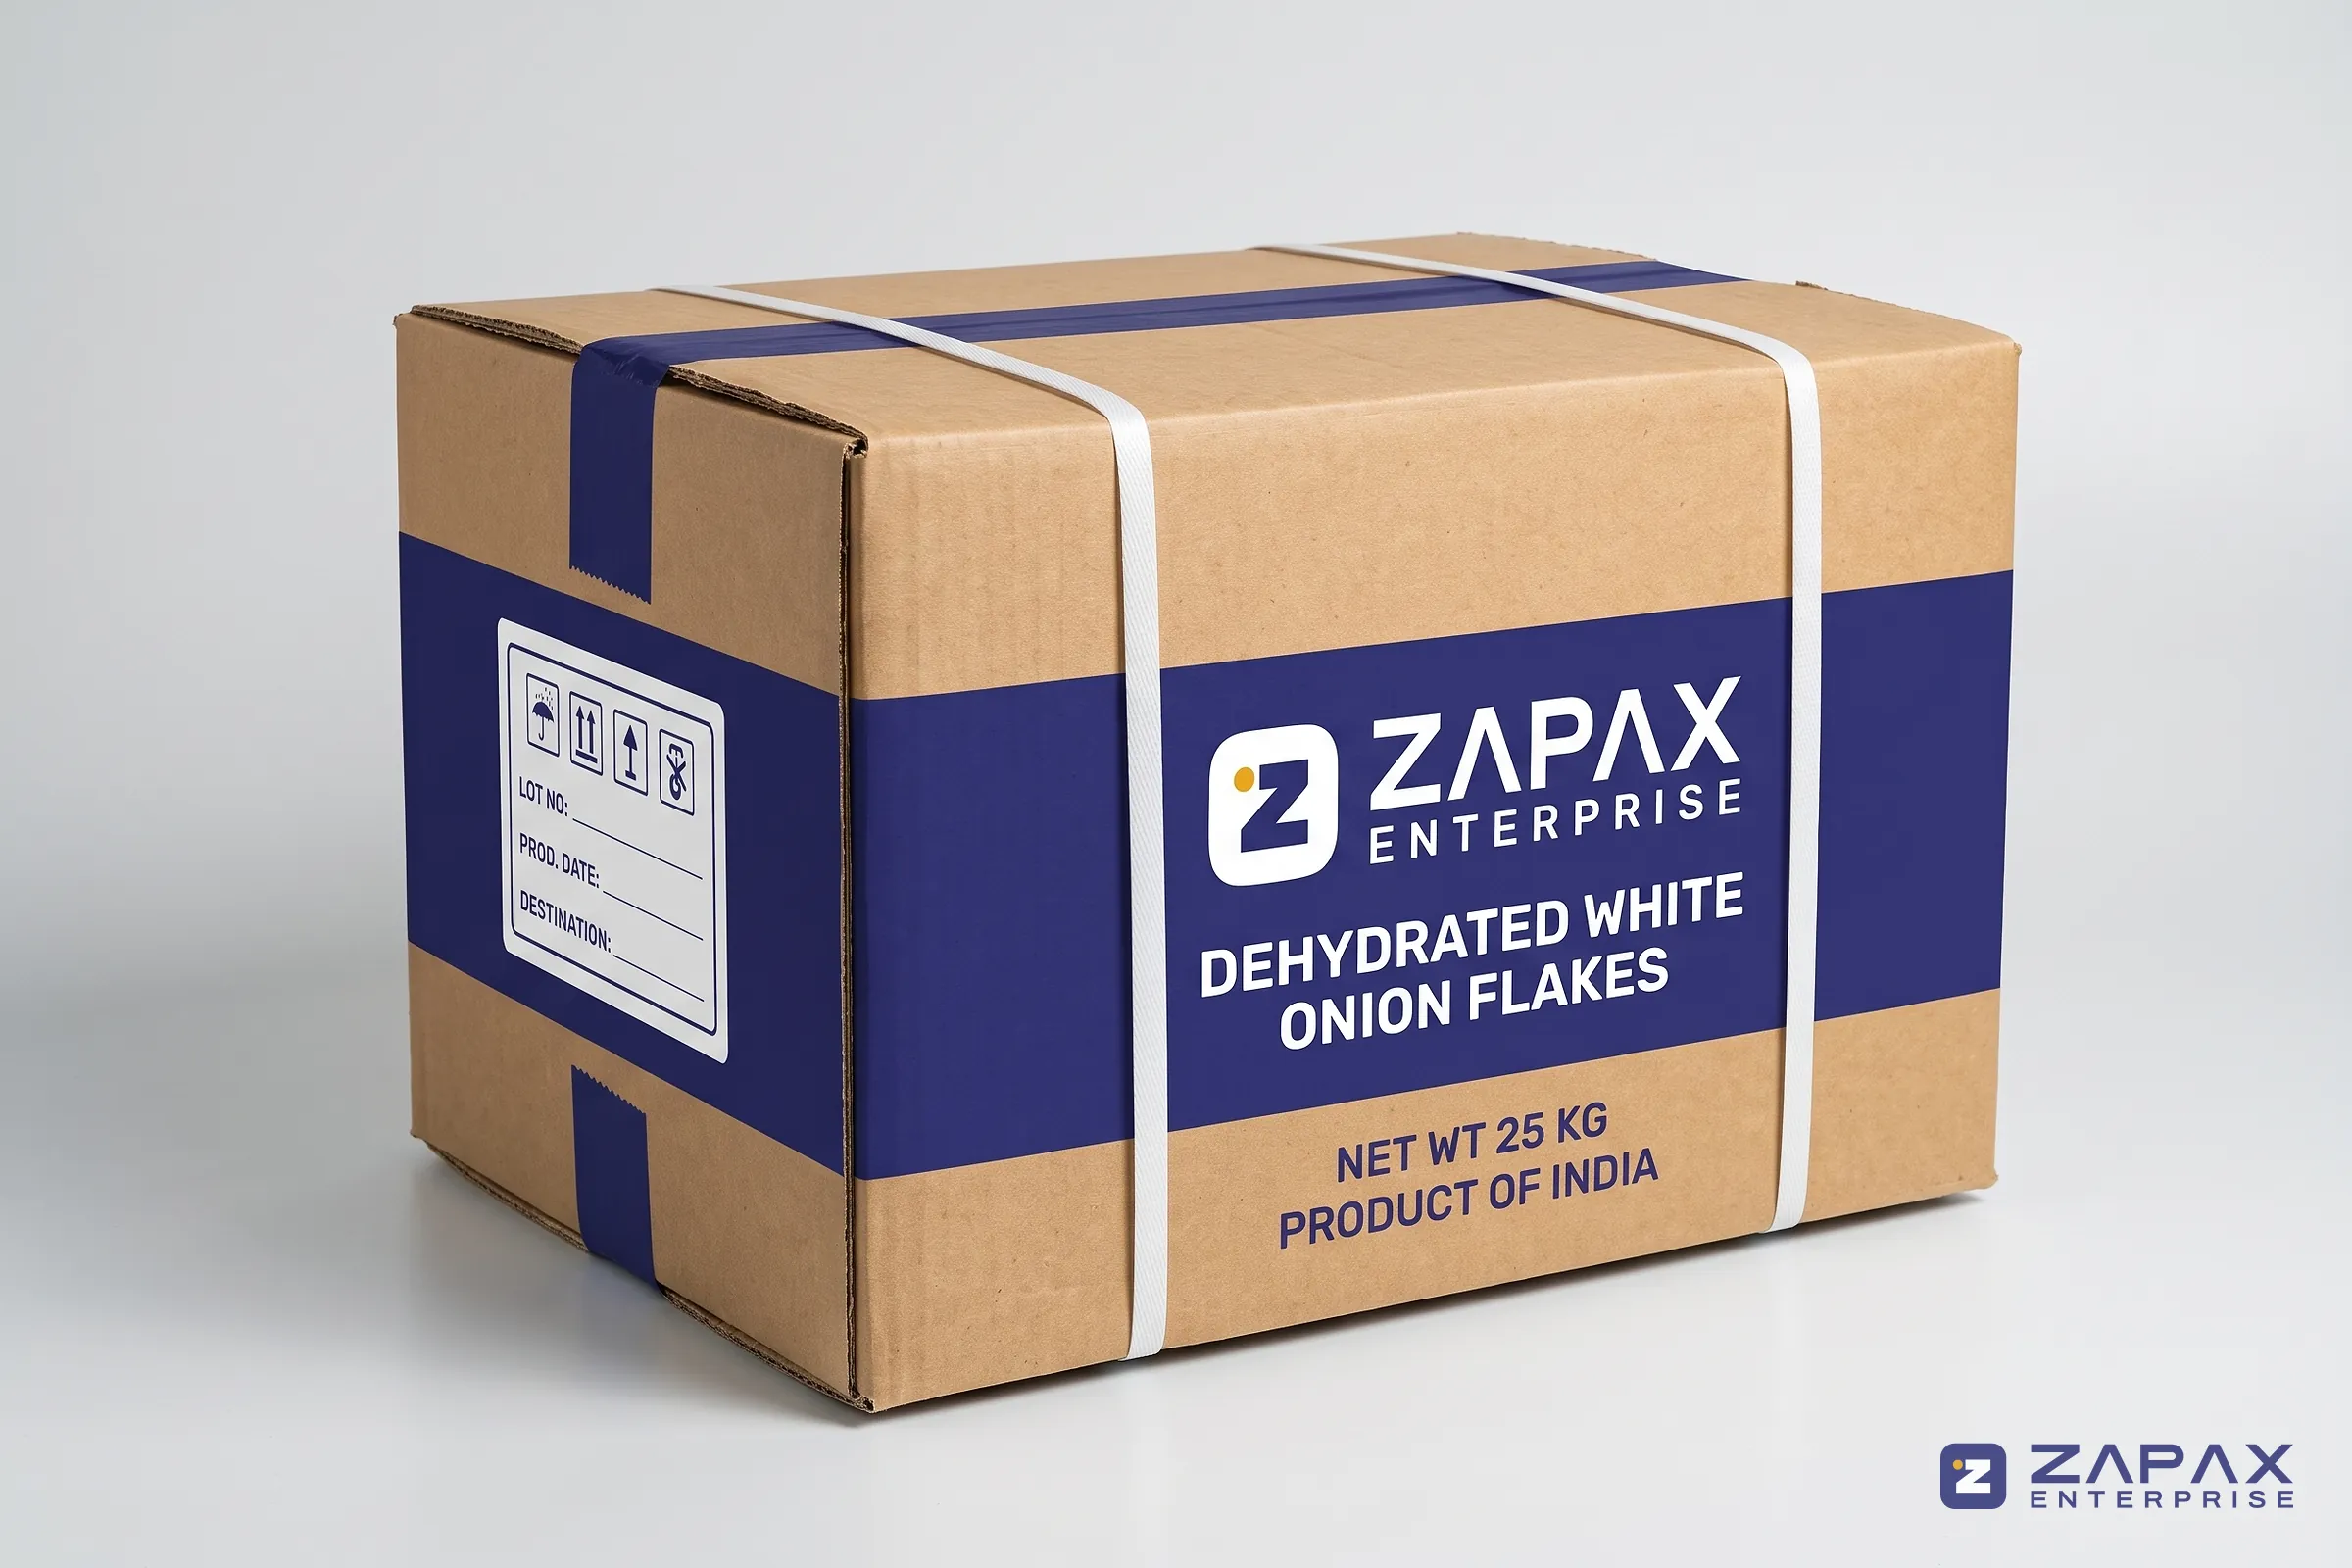 LOT NO:
PROD. DATE:
DESTINATION:
ZAPAX
ENTERPRISE
DEHYDRATED WHITE
ONION FLAKES
NET WT 25 KG
PRODUCT OF INDIA
ZAPAX
ENTERPRISE